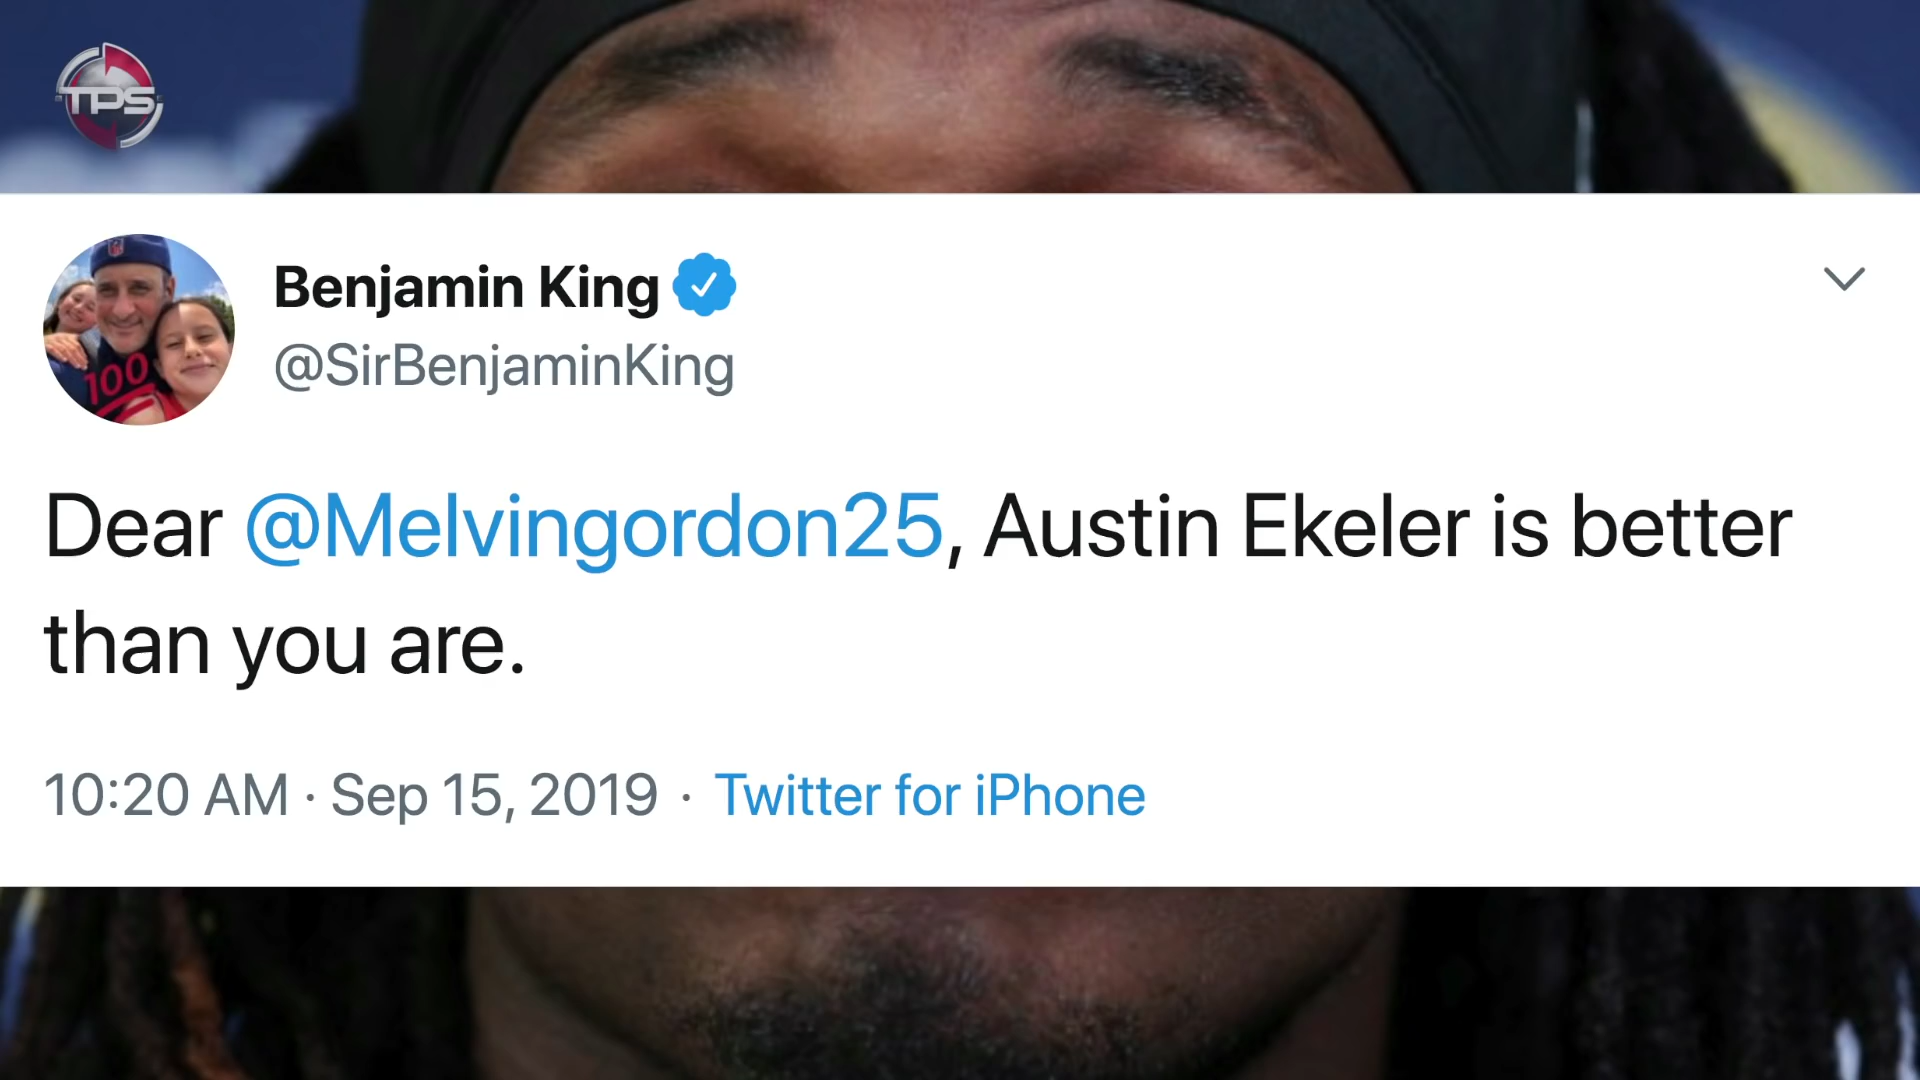 TPS
Benjamin King
@SirBenjaminKing
100
Dear @Melvingordon25, Austin Ekeler is better
than you are.
10:20 AM · Sep 15, 2019 · Twitter for iPhone